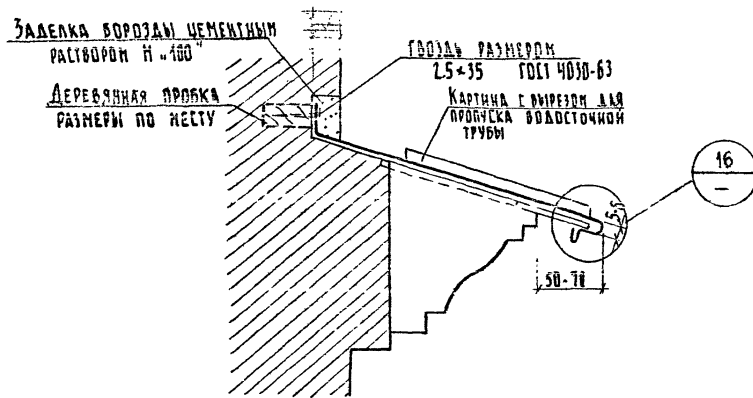 ЗАДЕЛКА БОРОЗДЫ ЦЕМЕНТНЫМ
РАСТВОРОМ М „100"
ДЕРЕВЯННАЯ ПРОБКА
РАЗМЕРЫ ПО МЕСТУ
ГВОЗДЬ РАЗМЕРОМ
2.5×35 ГОСТ 4030-63
КАРТИНА С ВЫРЕЗОМ ДЛЯ
ПРОПУСКА ВОДОСТОЧНОЙ
ТРУБЫ
16
–
50-70